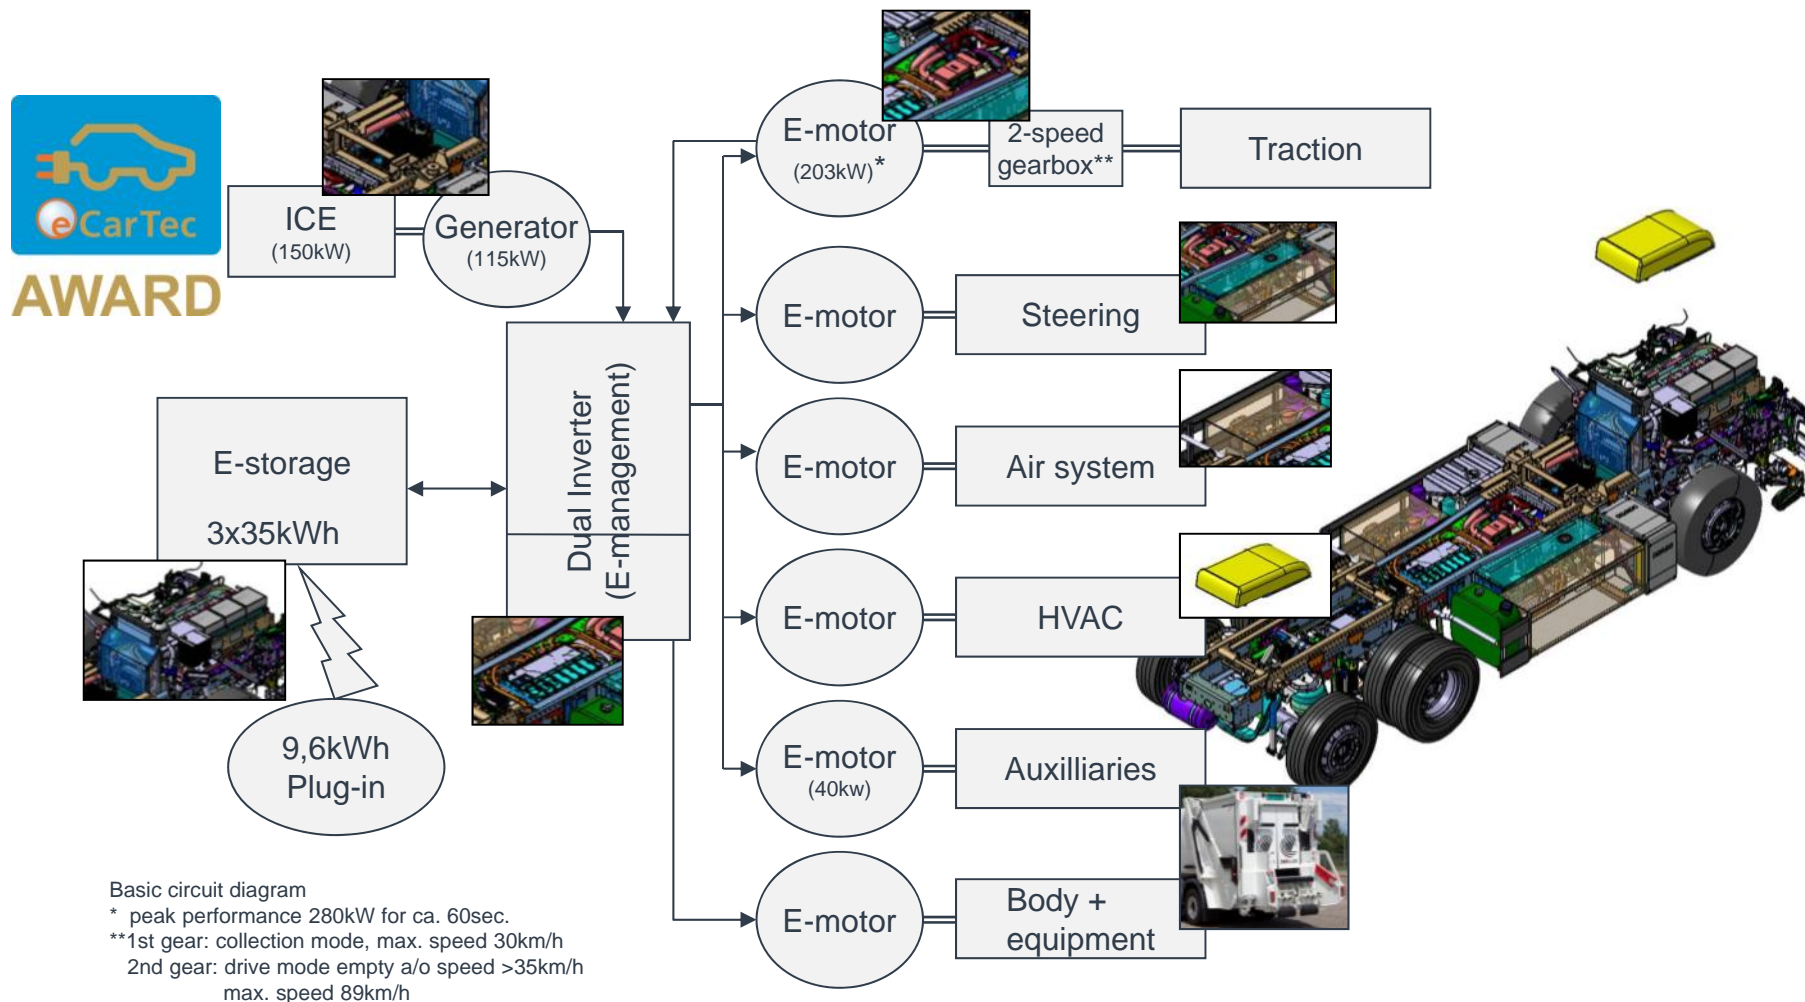 eCarTec
AWARD
ICE
(150kW)
Generator
(115kW)
E-motor
(203kW)*
2-speed
gearbox**
Traction
E-motor
Steering
E-motor
Air system
E-motor
HVAC
E-motor
(40kw)
Auxilliaries
E-motor
Body +
equipment
Dual Inverter
(E-management)
E-storage
3x35kWh
9,6kWh
Plug-in
Basic circuit diagram
* peak performance 280kW for ca. 60sec.
**1st gear: collection mode, max. speed 30km/h
2nd gear: drive mode empty a/o speed >35km/h
max. speed 89km/h